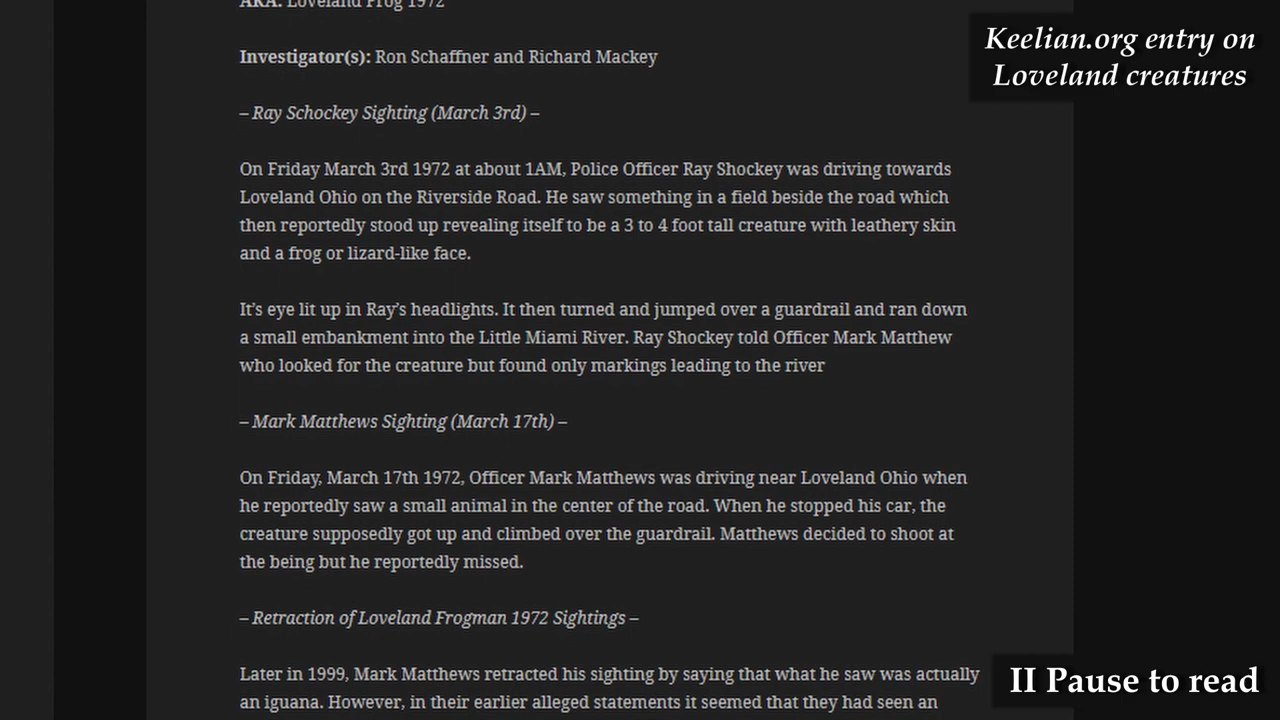 AKA: Loveland Frog 1972
Keelian.org entry on
Loveland creatures
Investigator(s): Ron Schaffner and Richard Mackey
– Ray Schockey Sighting (March 3rd) –
On Friday March 3rd 1972 at about 1AM, Police Officer Ray Shockey was driving towards
Loveland Ohio on the Riverside Road. He saw something in a field beside the road which
then reportedly stood up revealing itself to be a 3 to 4 foot tall creature with leathery skin
and a frog or lizard-like face.
It's eye lit up in Ray's headlights. It then turned and jumped over a guardrail and ran down
a small embankment into the Little Miami River. Ray Shockey told Officer Mark Matthew
who looked for the creature but found only markings leading to the river
– Mark Matthews Sighting (March 17th) –
On Friday, March 17th 1972, Officer Mark Matthews was driving near Loveland Ohio when
he reportedly saw a small animal in the center of the road. When he stopped his car, the
creature supposedly got up and climbed over the guardrail. Matthews decided to shoot at
the being but he reportedly missed.
– Retraction of Loveland Frogman 1972 Sightings –
Later in 1999, Mark Matthews retracted his sighting by saying that what he saw was actually
an iguana. However, in their earlier alleged statements it seemed that they had seen an
II Pause to read